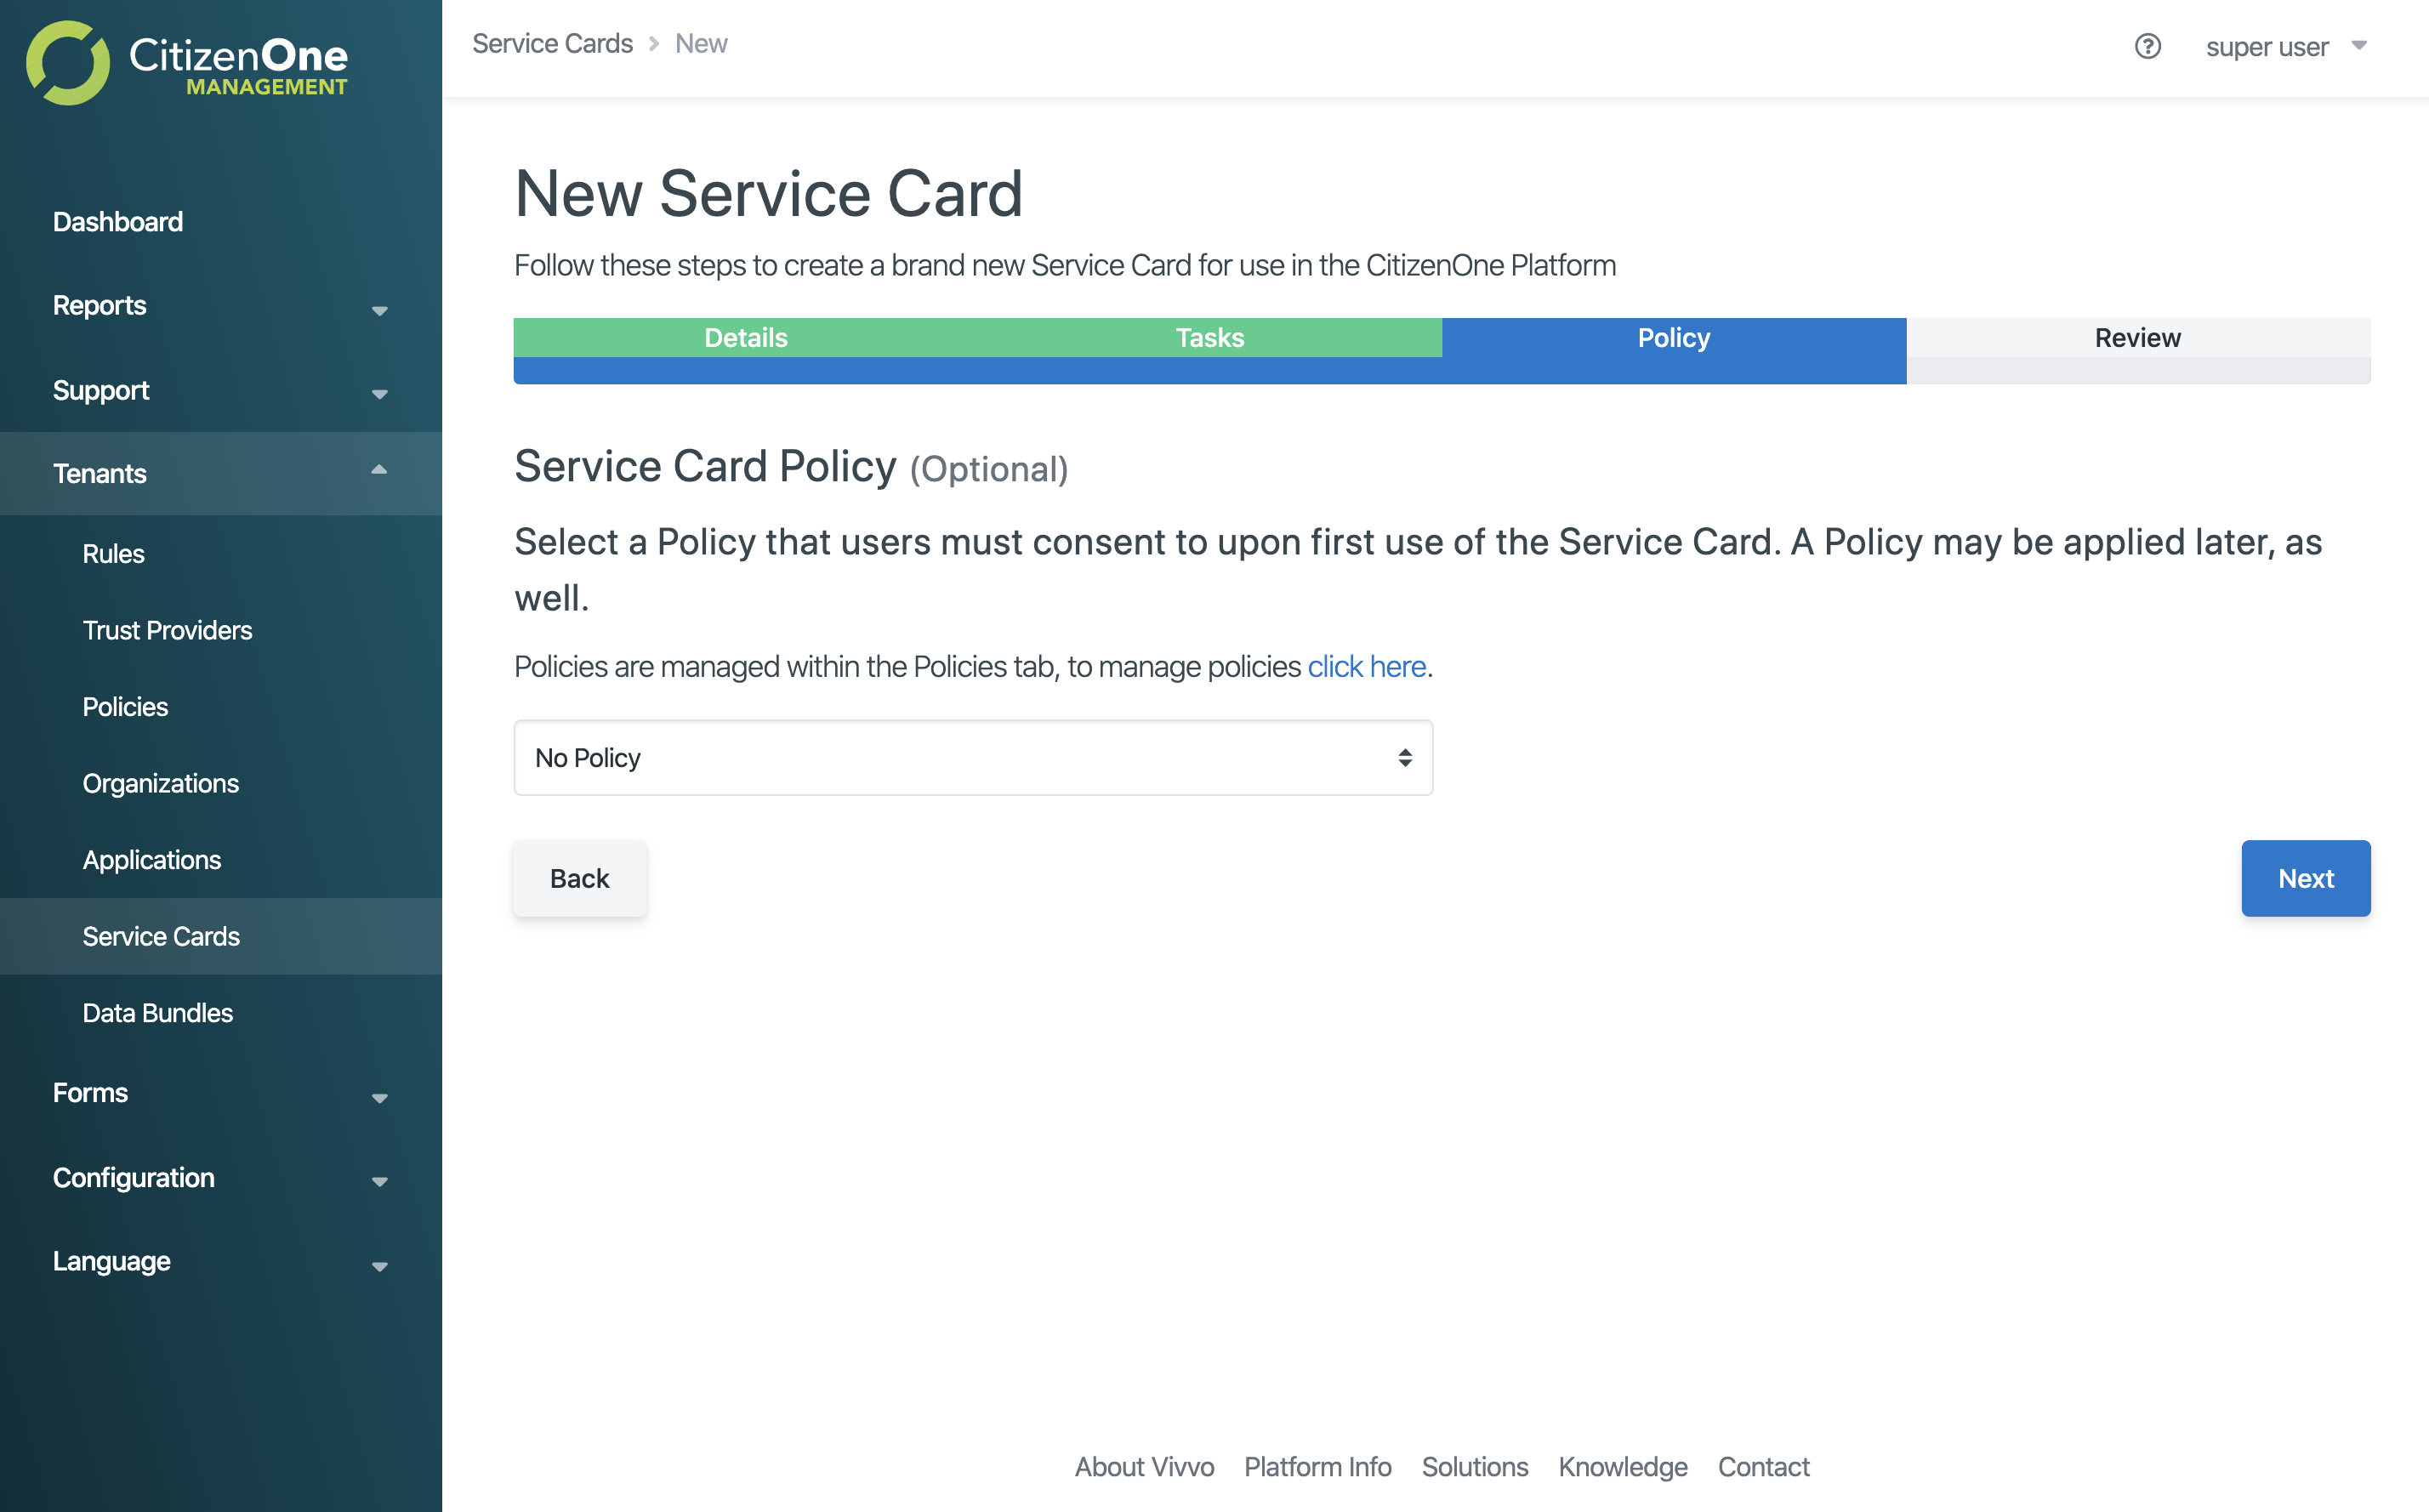 CitizenOne
MANAGEMENT
Service Cards
New
super user
Dashboard
Reports
Support
Tenants
Rules
Trust Providers
Policies
Organizations
Applications
Service Cards
Data Bundles
Forms
Configuration
Language
New Service Card
Follow these steps to create a brand new Service Card for use in the CitizenOne Platform
Details
Tasks
Policy
Review
Service Card Policy (Optional)
Select a Policy that users must consent to upon first use of the Service Card. A Policy may be applied later, as
well.
Policies are managed within the Policies tab, to manage policies click here.
No Policy
Back
Next
About Vivvo
Platform Info
Solutions
Knowledge
Contact